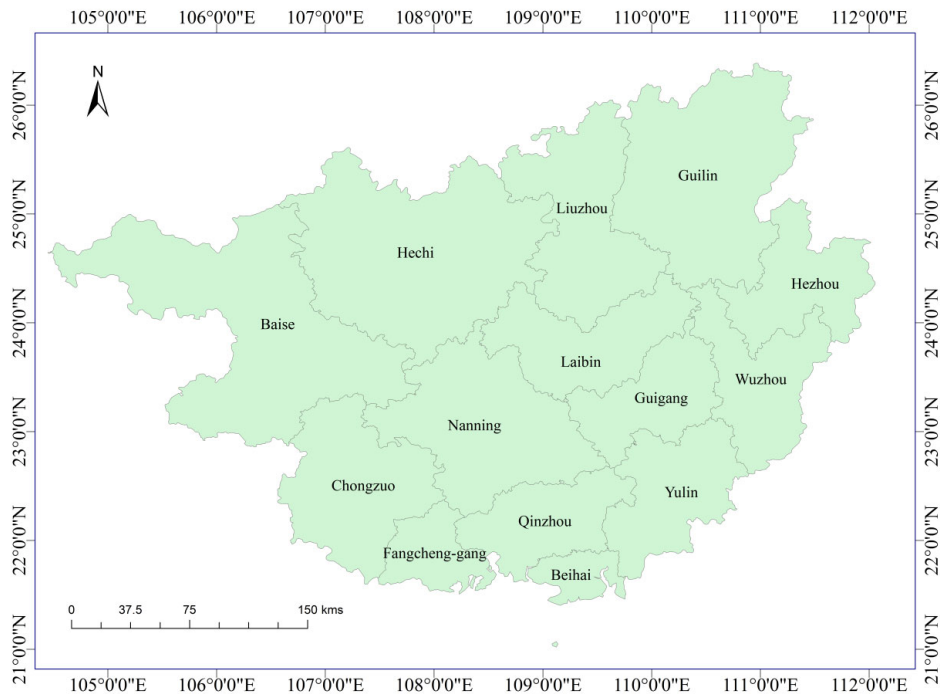 105°0'0"E 106°0'0"E 107°0'0"E 108°0'0"E 109°0'0"E 110°0'0"E 111°0'0"E 112°0'0"E
N
26°0'0"N 26°0'0"N
Guilin
Liuzhou
25°0'0"N 25°0'0"N
Hechi
Hezhou
24°0'0"N 24°0'0"N
Baise
Laibin
Wuzhou
Guigang
Nanning
23°0'0"N 23°0'0"N
Chongzuo
Yulin
Qinzhou
22°0'0"N 22°0'0"N
Fangcheng-gang
Beihai
0 37.5 75 150 kms
21°0'0"N 21°0'0"N
105°0'0"E 106°0'0"E 107°0'0"E 108°0'0"E 109°0'0"E 110°0'0"E 111°0'0"E 112°0'0"E